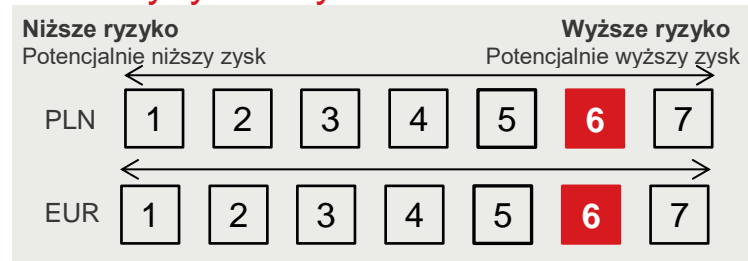 Niższe ryzyko Wyższe ryzyko
Potencjalnie niższy zysk Potencjalnie wyższy zysk
PLN 1 2 3 4 5 6 7
EUR 1 2 3 4 5 6 7